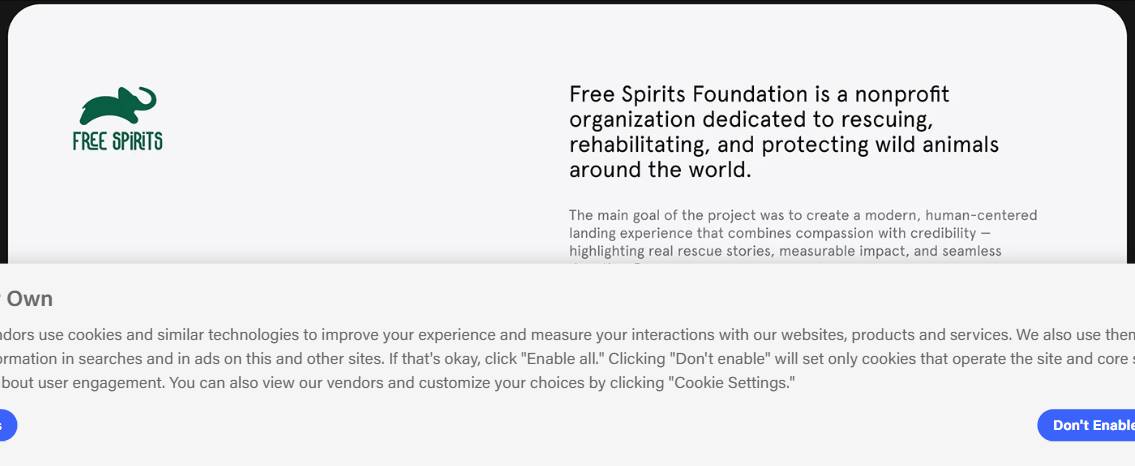 FREE SPIRITS
Free Spirits Foundation is a nonprofit
organization dedicated to rescuing,
rehabilitating, and protecting wild animals
around the world.
The main goal of the project was to create a modern, human-centered
landing experience that combines compassion with credibility —
highlighting real rescue stories, measurable impact, and seamless
Own
use cookies and similar technologies to improve your experience and measure your interactions with our websites, products and services. We also use
in searches and in ads on this and other sites. If that's okay, click "Enable all." Clicking "Don't enable" will set only cookies that operate the site and core
bout user engagement. You can also view our vendors and customize your choices by clicking "Cookie Settings."
Don't Enable